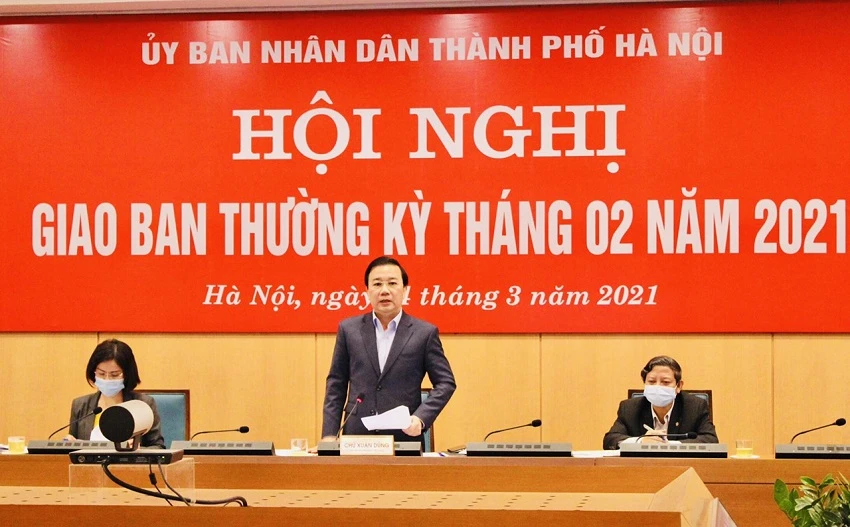 ỦY BAN NHÂN DÂN THÀNH PHỐ HÀ NỘI
HỘI NGHỊ
GIAO BAN THƯỜNG KỲ THÁNG 02 NĂM 2021
Hà Nội, ngày 4 tháng 3 năm 2021
CHỬ XUÂN DŨNG